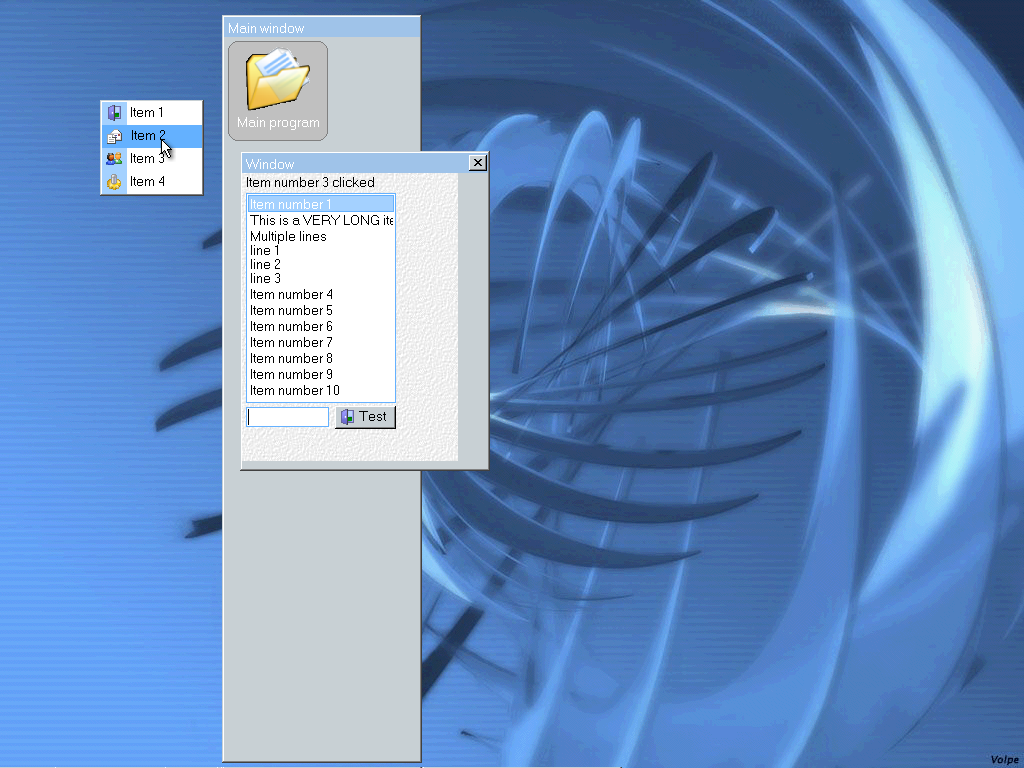 Main window
Main program
Item 1
Item 2
Item 3
Item 4
Window
Item number 3 clicked
Item number 1
This is a VERY LONG ite
Multiple lines
line 1
line 2
line 3
Item number 4
Item number 5
Item number 6
Item number 7
Item number 8
Item number 9
Item number 10
Test
Volpe